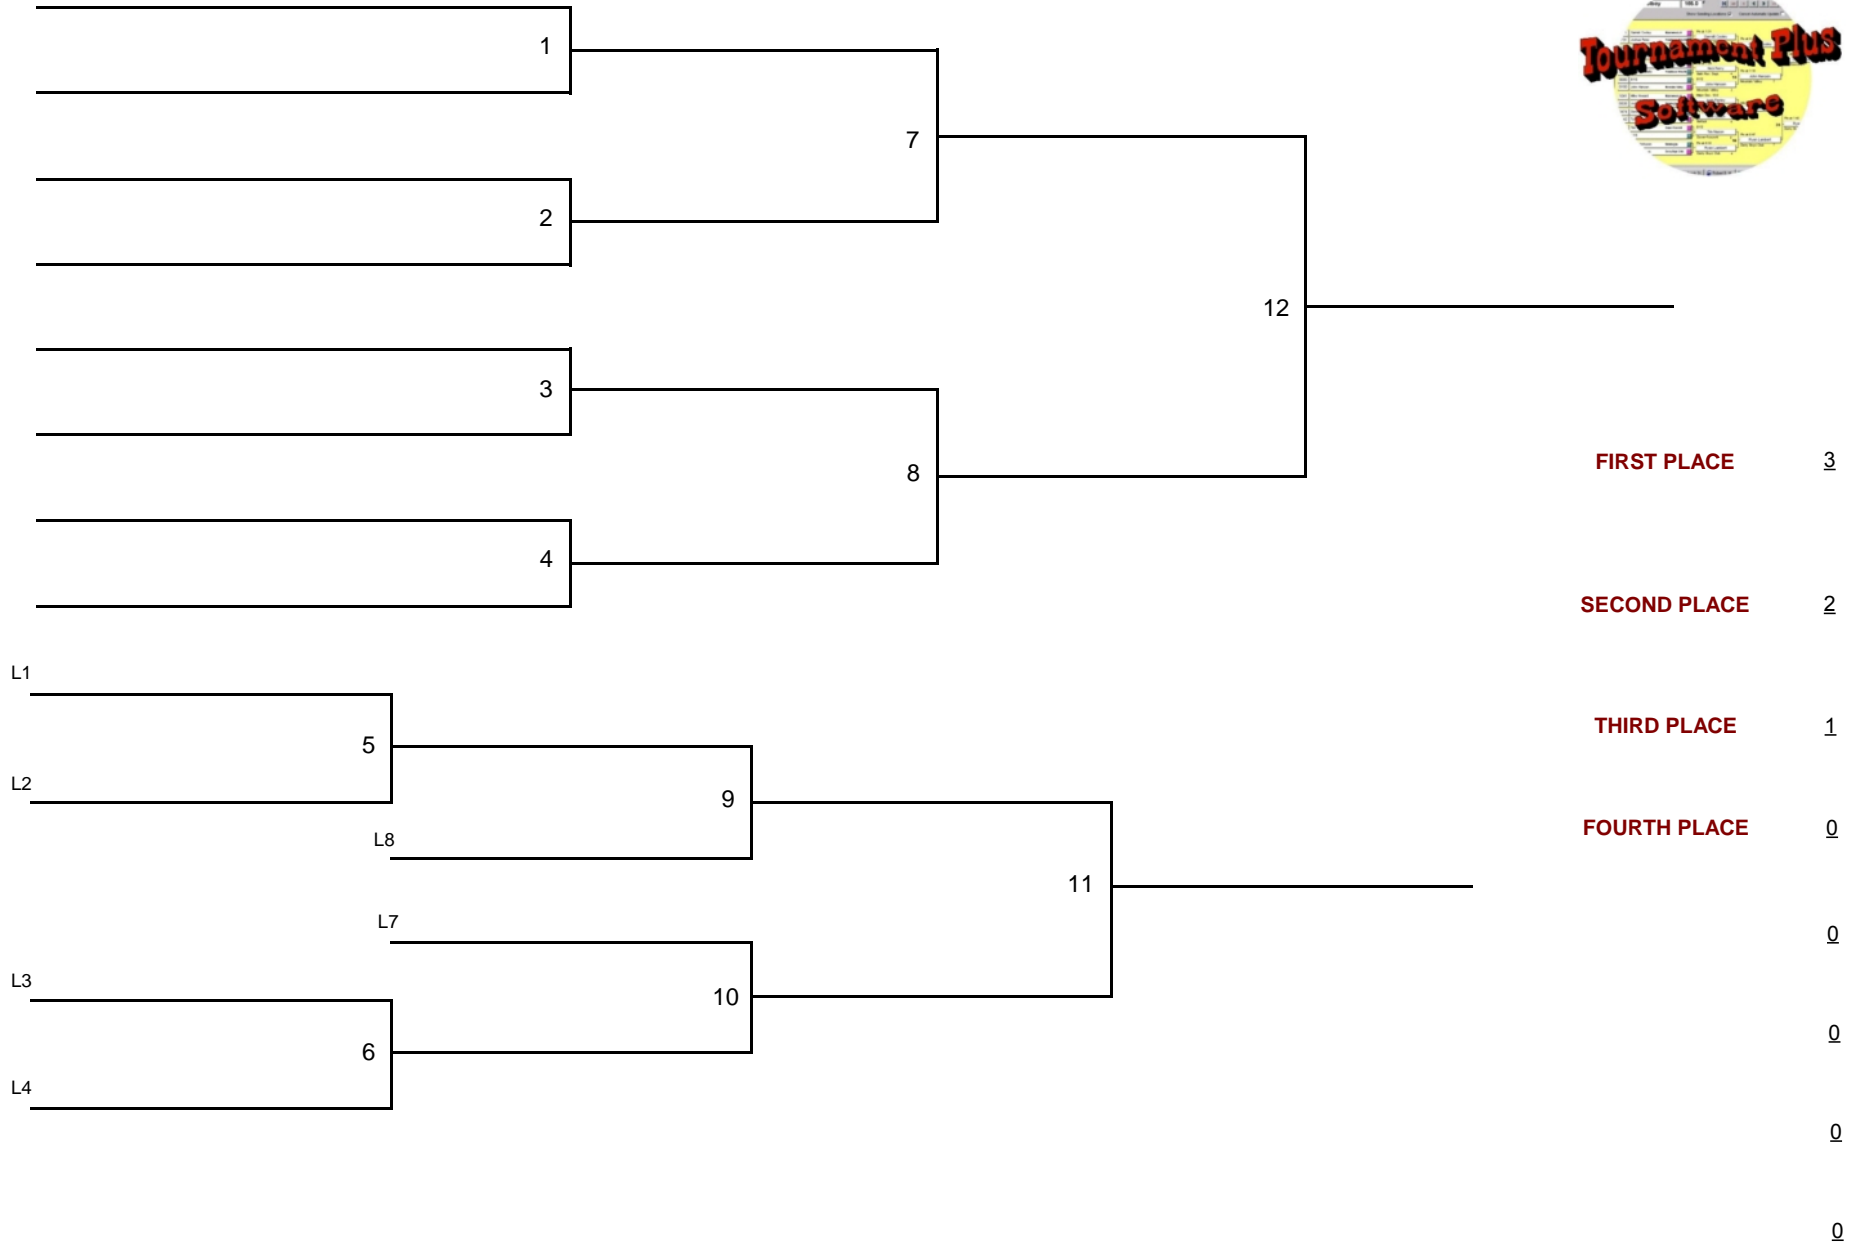 Tournament Plus
Software
1
7
2
12
3
FIRST PLACE 3
8
4
SECOND PLACE 2
L1
THIRD PLACE 1
5
L2
9
FOURTH PLACE 0
L8
11
L7
0
L3
10
0
6
L4
0
0